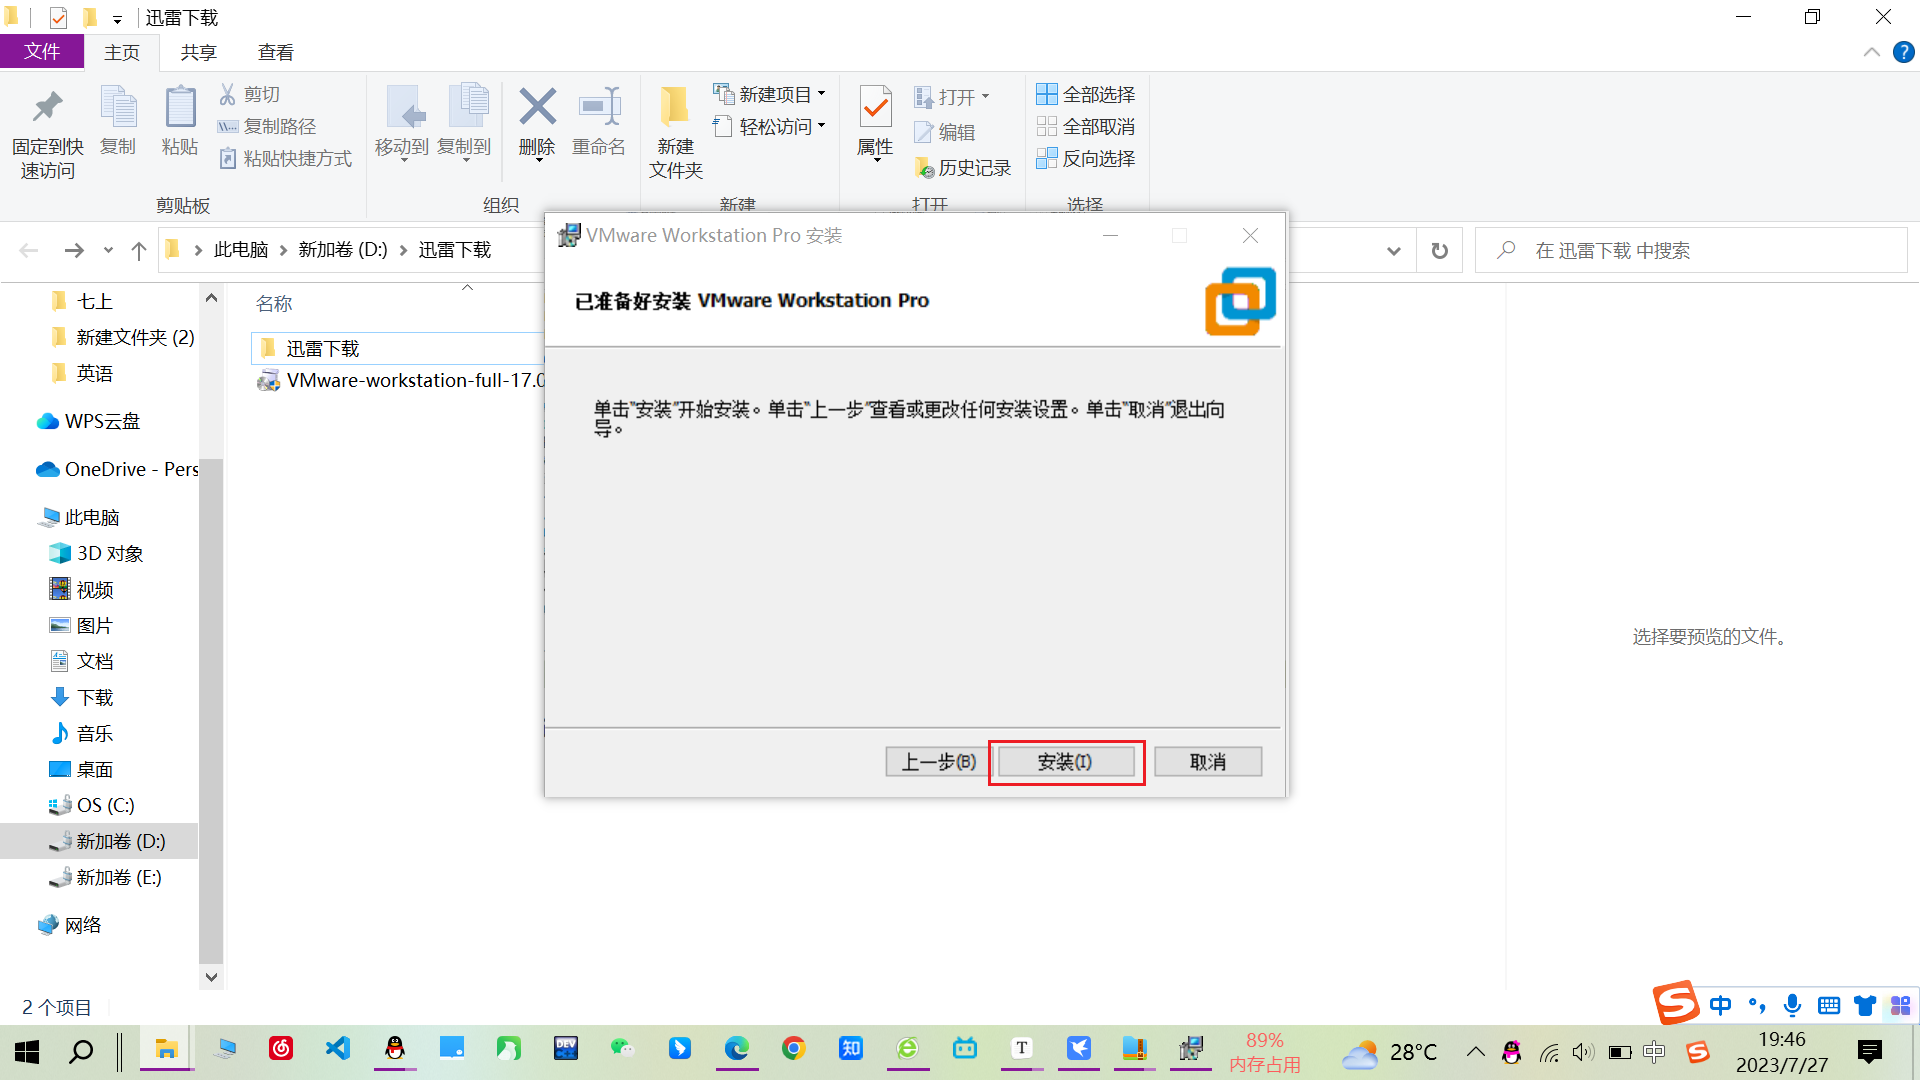 迅雷下载
文件
主页
共享
查看
固定到快
速访问
复制
粘贴
剪切
复制路径
粘贴快捷方式
剪贴板
移动到
复制到
删除
重命名
组织
新建
文件夹
新建项目
轻松访问
新建
属性
打开
编辑
历史记录
打开
全部选择
全部取消
反向选择
选择
此电脑
新加卷 (D:)
迅雷下载
在 迅雷下载 中搜索
七上
新建文件夹 (2)
英语
WPS云盘
OneDrive - Pers
此电脑
3D 对象
视频
图片
文档
下载
音乐
桌面
OS (C:)
新加卷 (D:)
新加卷 (E:)
网络
名称
迅雷下载
VMware-workstation-full-17.0
VMware Workstation Pro 安装
已准备好安装 VMware Workstation Pro
单击"安装"开始安装。单击"上一步"查看或更改任何安装设置。单击"取消"退出向
导。
上一步(B)
安装(I)
取消
选择要预览的文件。
2 个项目
S 中
DEV
知
T
89%
内存占用
28°C
中
S
19:46
2023/7/27